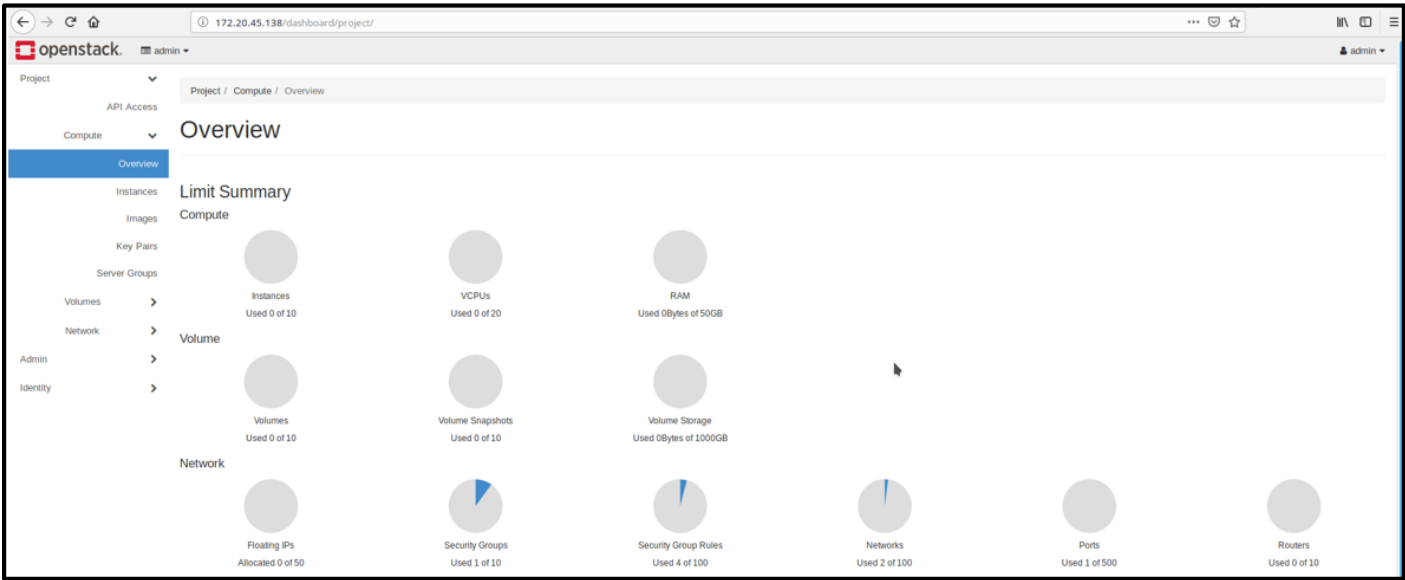 172.20.45.138/dashboard/project/
openstack. admin admin
Project
API Access
Compute
Overview
Instances
Images
Key Pairs
Server Groups
Volumes
Network
Admin
Identity
Project / Compute / Overview
Overview
Limit Summary
Compute
Instances
Used 0 of 10
VCPUs
Used 0 of 20
RAM
Used 0Bytes of 50GB
Volume
Volumes
Used 0 of 10
Volume Snapshots
Used 0 of 10
Volume Storage
Used 0Bytes of 1000GB
Network
Floating IPs
Allocated 0 of 50
Security Groups
Used 1 of 10
Security Group Rules
Used 4 of 100
Networks
Used 2 of 100
Ports
Used 1 of 500
Routers
Used 0 of 10